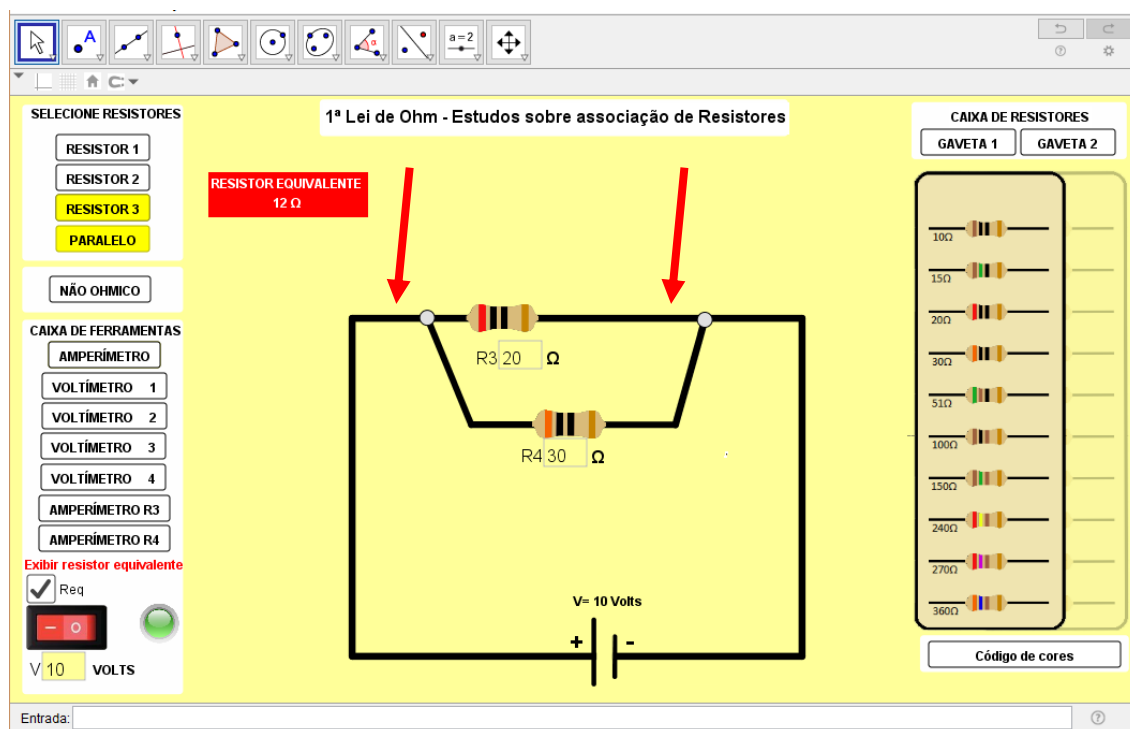 A
α
a = 2
SELECIONE RESISTORES
RESISTOR 1
RESISTOR 2
RESISTOR 3
PARALELO
NÃO OHMICO
CAIXA DE FERRAMENTAS
AMPERÍMETRO
VOLTÍMETRO 1
VOLTÍMETRO 2
VOLTÍMETRO 3
VOLTÍMETRO 4
AMPERÍMETRO R3
AMPERÍMETRO R4
Exibir resistor equivalente
Req
V 10 VOLTS
1ª Lei de Ohm - Estudos sobre associação de Resistores
RESISTOR EQUIVALENTE
12 Ω
R3 20 Ω
R4 30 Ω
V= 10 Volts
+ -
CAIXA DE RESISTORES
GAVETA 1 GAVETA 2
10Ω
15Ω
20Ω
30Ω
51Ω
100Ω
150Ω
240Ω
270Ω
360Ω
Código de cores
Entrada: